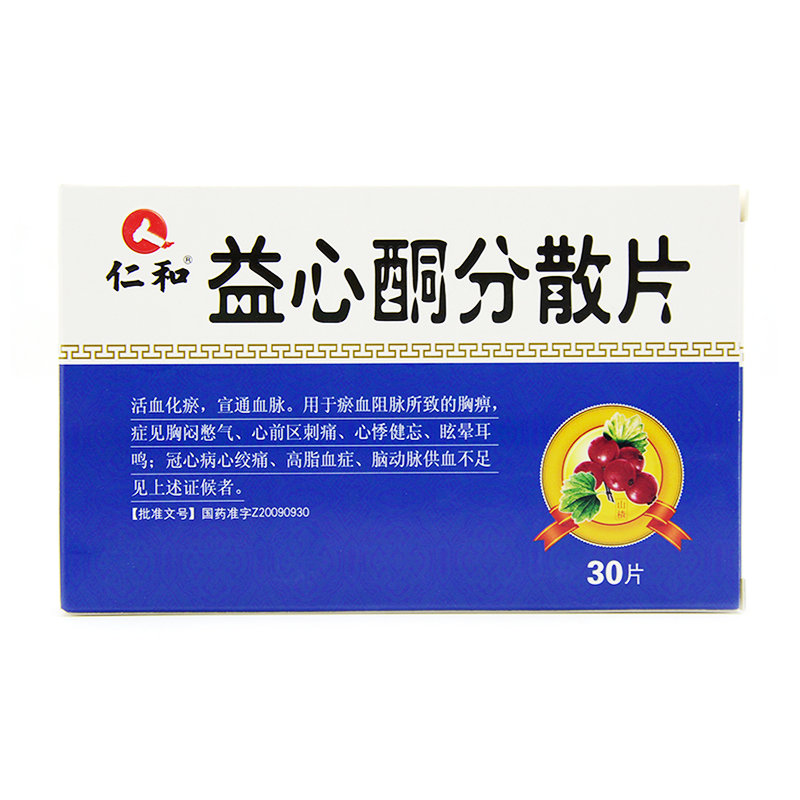 仁和®
益心酮分散片
活血化瘀，宣通血脉。用于瘀血阻脉所致的胸痹，
症见胸闷憋气、心前区刺痛、心悸健忘、眩晕耳
鸣；冠心病心绞痛、高脂血症、脑动脉供血不足
见上述证候者。
【批准文号】国药准字Z20090930
山楂
30片